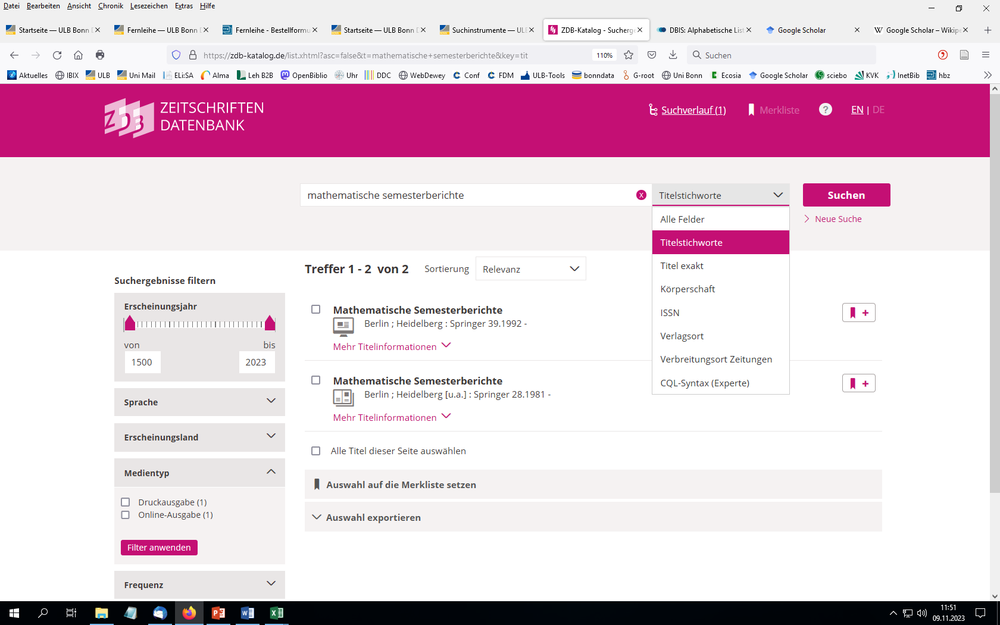 Datei Bearbeiten Ansicht Chronik Lesezeichen Extras Hilfe
Startseite — ULB Bonn
Fernleihe — ULB Bonn
Fernleihe - Bestellformu
Startseite — ULB Bonn
Suchinstrumente — ULB
ZDB-Katalog - Sucherge
DBIS: Alphabetische List
Google Scholar
Google Scholar – Wikipe
https://zdb-katalog.de/list.xhtml?asc=false&t=mathematische+semesterberichte&key=tit
110%
Suchen
Aktuelles IBIX ULB Uni Mail ELi:SA Alma Leh B2B OpenBiblio Uhr DDC WebDewey Conf FDM ULB-Tools bonndata G-root Uni Bonn Ecosia Google Scholar sciebo KVK InetBib hbz
ZDB
ZEITSCHRIFTEN
DATENBANK
Suchverlauf (1)
Merkliste
?
EN | DE
mathematische semesterberichte
x
Titelstichworte
Suchen
Neue Suche
Alle Felder
Titelstichworte
Titel exakt
Körperschaft
ISSN
Verlagsort
Verbreitungsort Zeitungen
CQL-Syntax (Experte)
Treffer 1 - 2 von 2
Sortierung
Relevanz
Suchergebnisse filtern
Erscheinungsjahr
von bis
1500 2023
Sprache
Erscheinungsland
Medientyp
Druckausgabe (1)
Online-Ausgabe (1)
Filter anwenden
Frequenz
Mathematische Semesterberichte
Berlin ; Heidelberg : Springer 39.1992 -
Mehr Titelinformationen
+
Mathematische Semesterberichte
Berlin ; Heidelberg [u.a.] : Springer 28.1981 -
Mehr Titelinformationen
+
Alle Titel dieser Seite auswählen
Auswahl auf die Merkliste setzen
Auswahl exportieren
11:51
09.11.2023